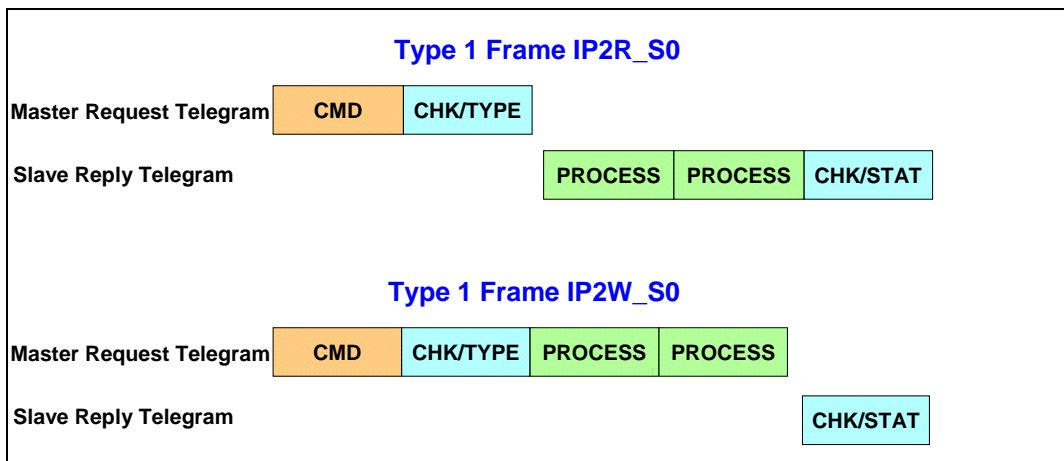 Type 1 Frame IP2R_S0
Master Request Telegram CMD CHK/TYPE
Slave Reply Telegram PROCESS PROCESS CHK/STAT
Type 1 Frame IP2W_S0
Master Request Telegram CMD CHK/TYPE PROCESS PROCESS
Slave Reply Telegram CHK/STAT